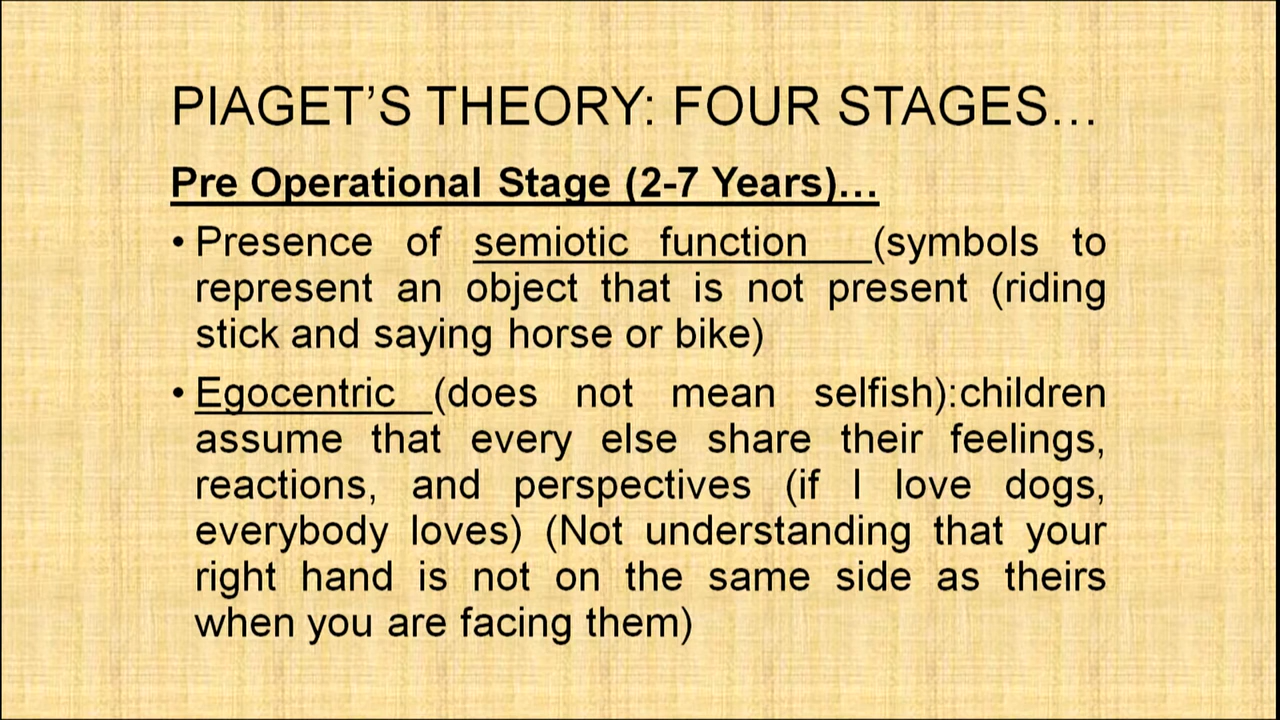 PIAGET’S THEORY: FOUR STAGES…
Pre Operational Stage (2-7 Years)…
• Presence of semiotic function (symbols to
represent an object that is not present (riding
stick and saying horse or bike)
• Egocentric (does not mean selfish):children
assume that every else share their feelings,
reactions, and perspectives (if I love dogs,
everybody loves) (Not understanding that your
right hand is not on the same side as theirs
when you are facing them)